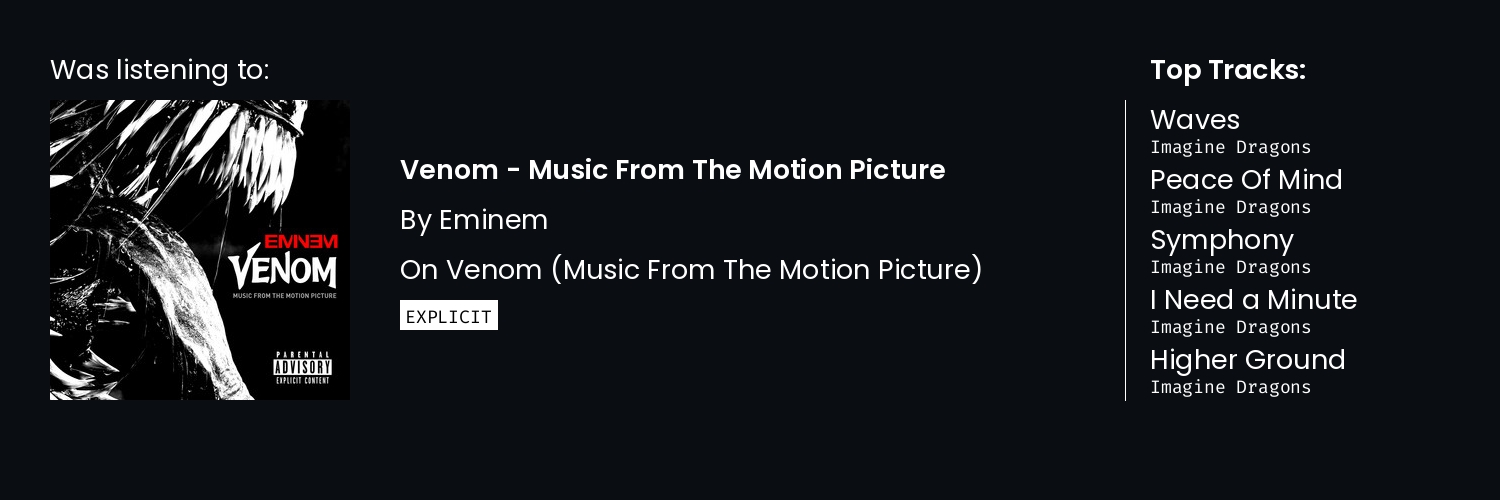 Was listening to:
EMINEM
VENOM
MUSIC FROM THE MOTION PICTURE
PARENTAL
ADVISORY
EXPLICIT CONTENT
Venom - Music From The Motion Picture
By Eminem
On Venom (Music From The Motion Picture)
EXPLICIT
Top Tracks:
Waves
Imagine Dragons
Peace Of Mind
Imagine Dragons
Symphony
Imagine Dragons
I Need a Minute
Imagine Dragons
Higher Ground
Imagine Dragons